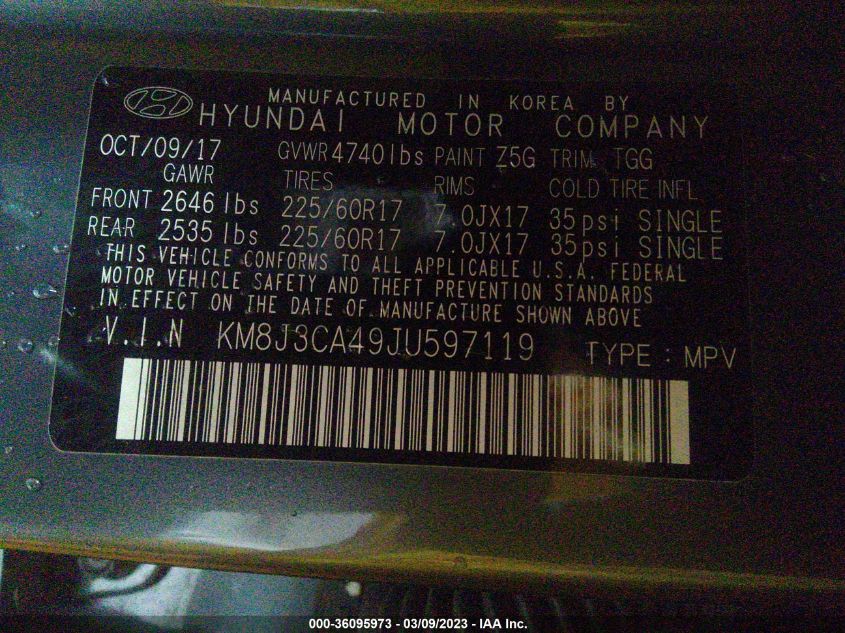 MANUFACTURED IN KOREA BY
HYUNDAI MOTOR COMPANY
OCT/09/17 GVWR 4740lbs PAINT Z5G TRIM TGG
GAWR TIRES RIMS COLD TIRE INFL
FRONT 2646 lbs 225/60R17 7.0JX17 35psi SINGLE
REAR 2535 lbs 225/60R17 7.0JX17 35psi SINGLE
THIS VEHICLE CONFORMS TO ALL APPLICABLE U.S.A. FEDERAL
MOTOR VEHICLE SAFETY AND THEFT PREVENTION STANDARDS
IN EFFECT ON THE DATE OF MANUFACTURE SHOWN ABOVE
V.I.N KM8J3CA49JU597119 TYPE : MPV
000-36095973 - 03/09/2023 - IAA Inc.